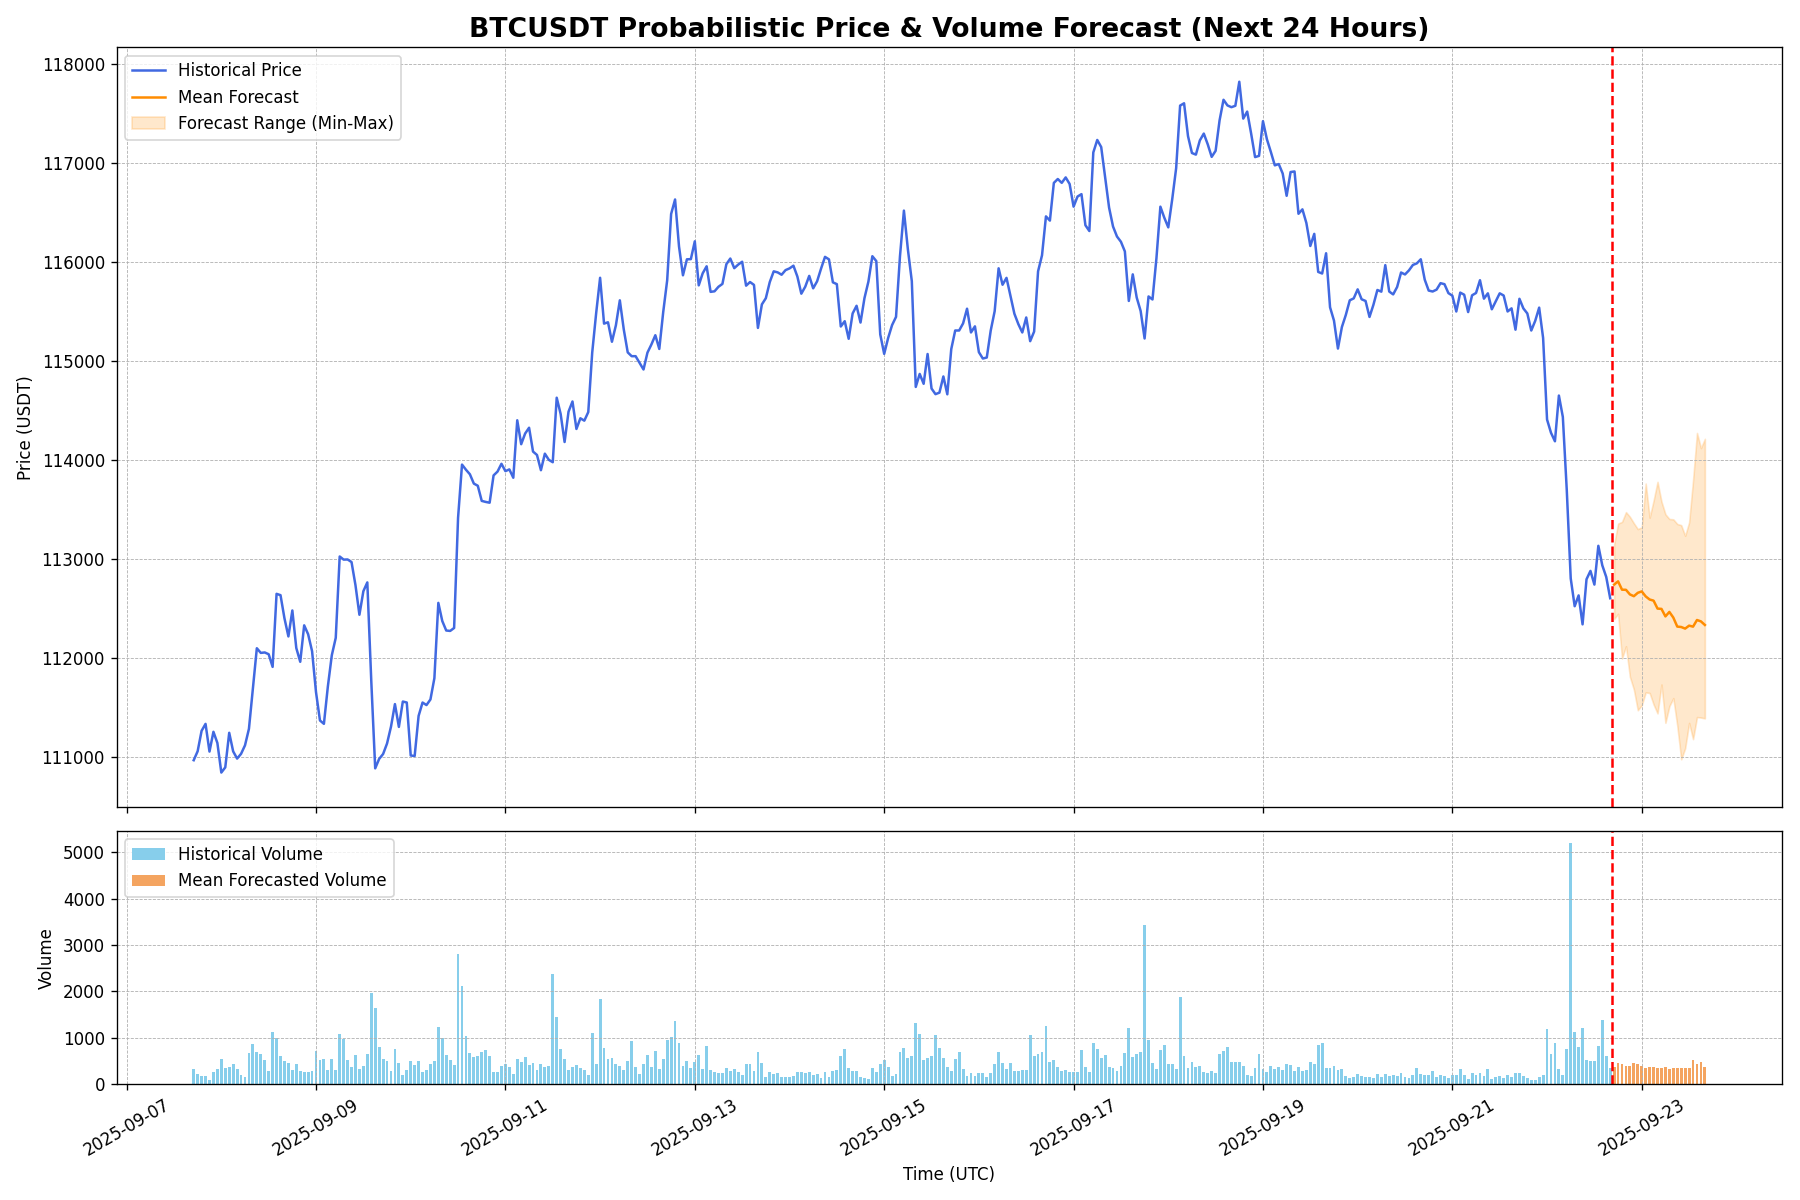 BTCUSDT Probabilistic Price & Volume Forecast (Next 24 Hours)
Historical Price
Mean Forecast
Forecast Range (Min-Max)
118000
117000
116000
115000
114000
113000
112000
111000
Price (USDT)
Historical Volume
Mean Forecasted Volume
5000
4000
3000
2000
1000
0
Volume
2025-09-07
2025-09-09
2025-09-11
2025-09-13
2025-09-15
2025-09-17
2025-09-19
2025-09-21
2025-09-23
Time (UTC)